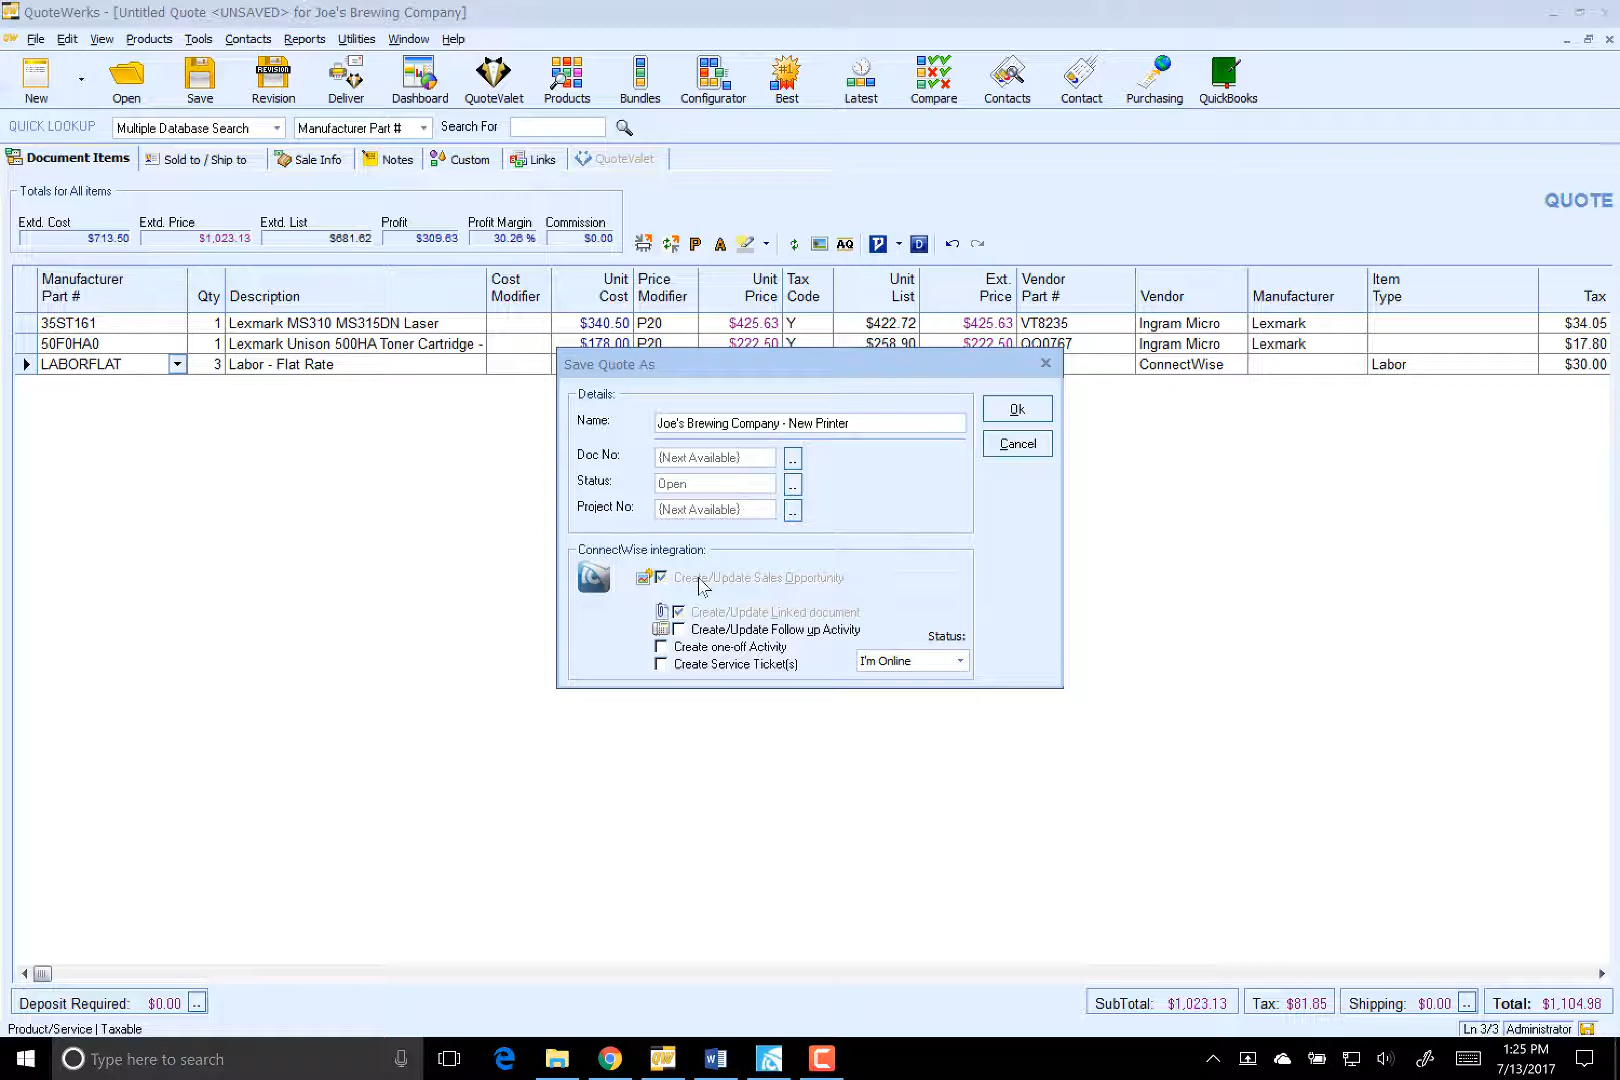 QuoteWerks - [Untitled Quote <UNSAVED> for Joe's Brewing Company]
File Edit View Products Tools Contacts Reports Utilities Window Help
REVISION #1
New Open Save Revision Deliver Dashboard QuoteValet Products Bundles Configurator Best Latest Compare Contacts Contact Purchasing QuickBooks
QUICK LOOKUP Multiple Database Search Manufacturer Part # Search For
Document Items Sold to / Ship to Sale Info Notes Custom Links QuoteValet
Totals for All items
QUOTE
Extd. Cost Extd. Price Extd. List Profit Profit Margin Commission
$713.50 $1,023.13 $681.62 $309.63 30.26 % $0.00
P A AQ D
Manufacturer Part # Qty Description Cost Modifier Unit Cost Price Modifier Unit Price Tax Code Unit List Ext. Price Vendor Part # Vendor Manufacturer Item Type Tax
35ST161 1 Lexmark MS310 MS315DN Laser $340.50 P20 $425.63 Y $422.72 $425.63 VT8235 Ingram Micro Lexmark $34.05
50F0HA0 1 Lexmark Unison 500HA Toner Cartridge - $178.00 P20 $222.50 Y $258.90 $222.50 QQ0767 Ingram Micro Lexmark $17.80
LABORFLAT 3 Labor - Flat Rate ConnectWise Labor $30.00
Save Quote As
Details:
Name: Joe's Brewing Company - New Printer
Ok
Cancel
Doc No: {Next Available} ..
Status: Open ..
Project No: {Next Available} ..
ConnectWise integration:
Create/Update Sales Opportunity
Create/Update Linked document
Create/Update Follow up Activity
Status:
Create one-off Activity
Create Service Ticket(s) I'm Online
Deposit Required: $0.00 .. SubTotal: $1,023.13 Tax: $81.85 Shipping: $0.00 .. Total: $1,104.98
Product/Service | Taxable Ln 3/3 Administrator
Type here to search
1:25 PM
7/13/2017